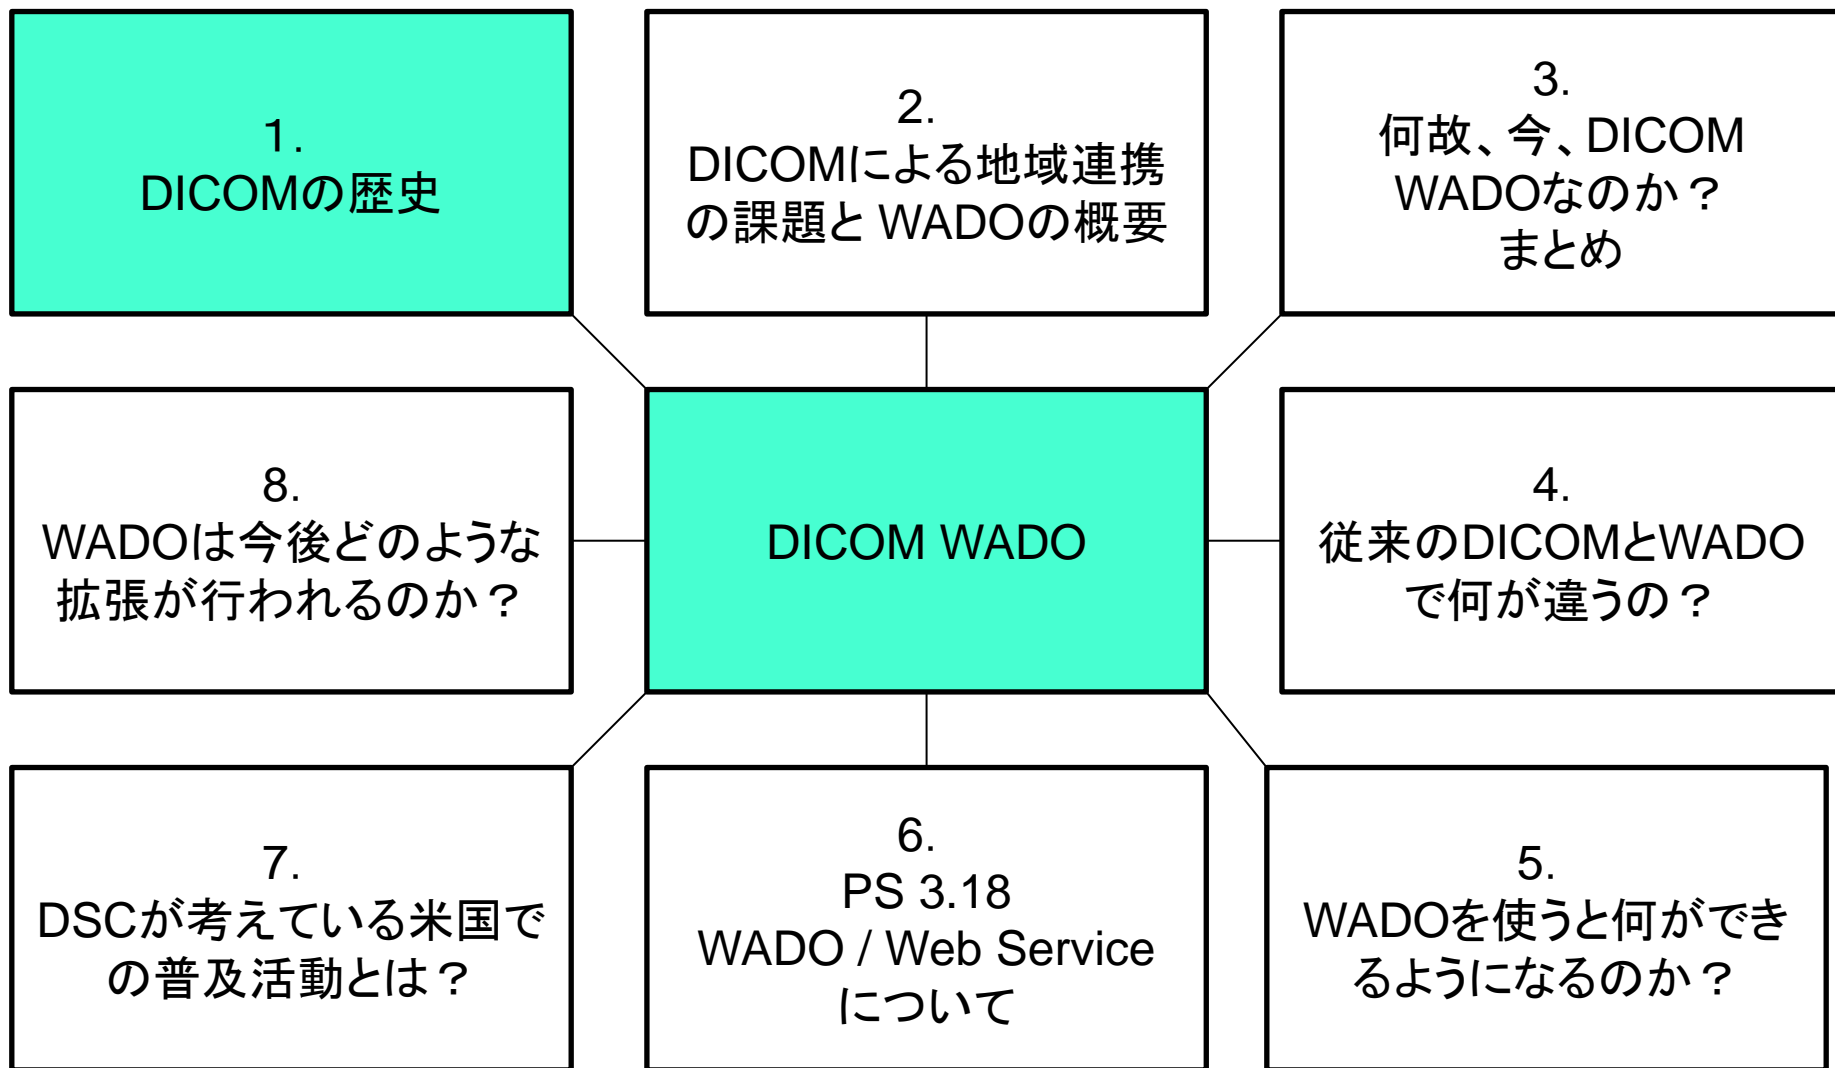 １.
DICOMの歴史
2.
DICOMによる地域連携
の課題と WADOの概要
3.
何故、今、DICOM
WADOなのか？
まとめ
8.
WADOは今後どのような
拡張が行われるのか？
DICOM WADO
4.
従来のDICOMとWADO
で何が違うの？
7.
DSCが考えている米国で
の普及活動とは？
6.
PS 3.18
WADO / Web Service
について
5.
WADOを使うと何ができ
るようになるのか？